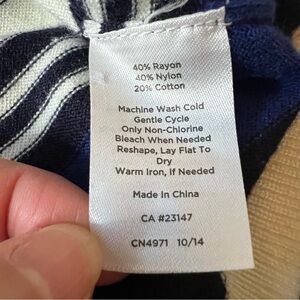 40% Rayon
40% Nylon
20% Cotton
Machine Wash Cold
Gentle Cycle
Only Non-Chlorine
Bleach When Needed
Reshape, Lay Flat To
Dry
Warm Iron, If Needed
Made In China
CA #23147
CN4971 10/14